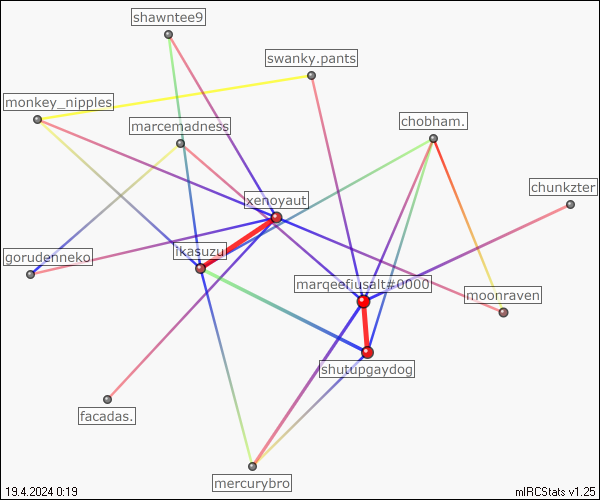 shawntee9
swanky.pants
monkey_nipples
marcemadness
chobham.
chunkzter
xenoyaut
ikasuzu
gorudenneko
marqeefiusalt#0000
moonraven
shutupgaydog
facadas.
mercurybro
19.4.2024 0:19
mIRCStats v1.25